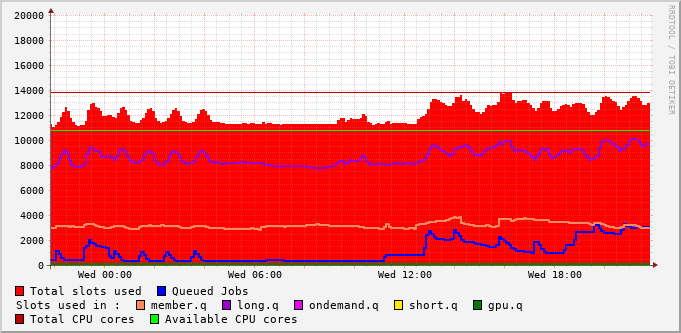 20000
18000
16000
14000
12000
10000
8000
6000
4000
2000
0
Wed 00:00 Wed 06:00 Wed 12:00 Wed 18:00
RRDTOOL / TOBI OETIKER
Total slots used Queued Jobs
Slots used in : member.q long.q ondemand.q short.q gpu.q
Total CPU cores Available CPU cores